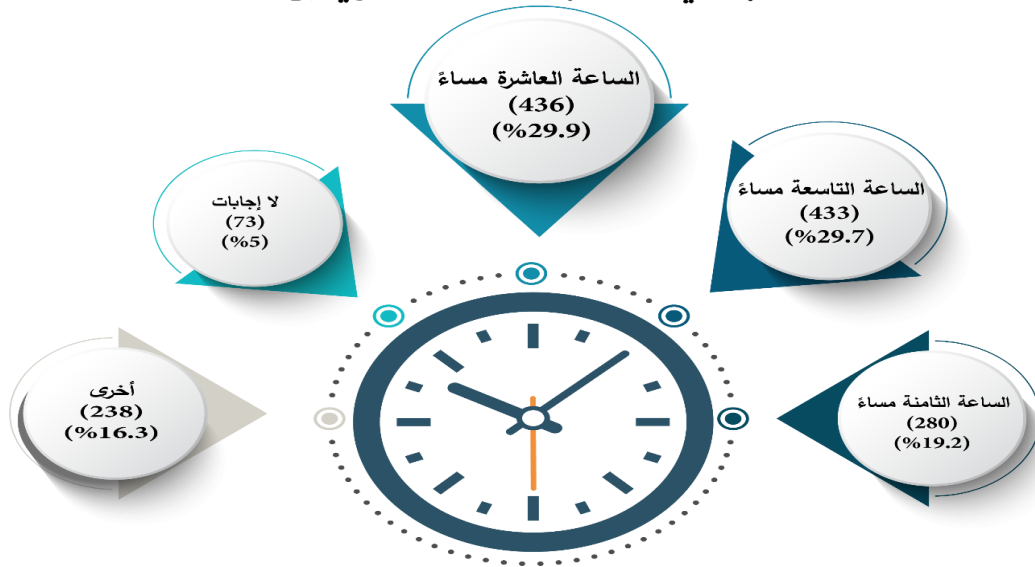 الساعة العاشرة مساءً
(436)
(%29.9)
الساعة التاسعة مساءً
(433)
(%29.7)
الساعة الثامنة مساءً
(280)
(%19.2)
لا إجابات
(73)
(%5)
أخرى
(238)
(%16.3)